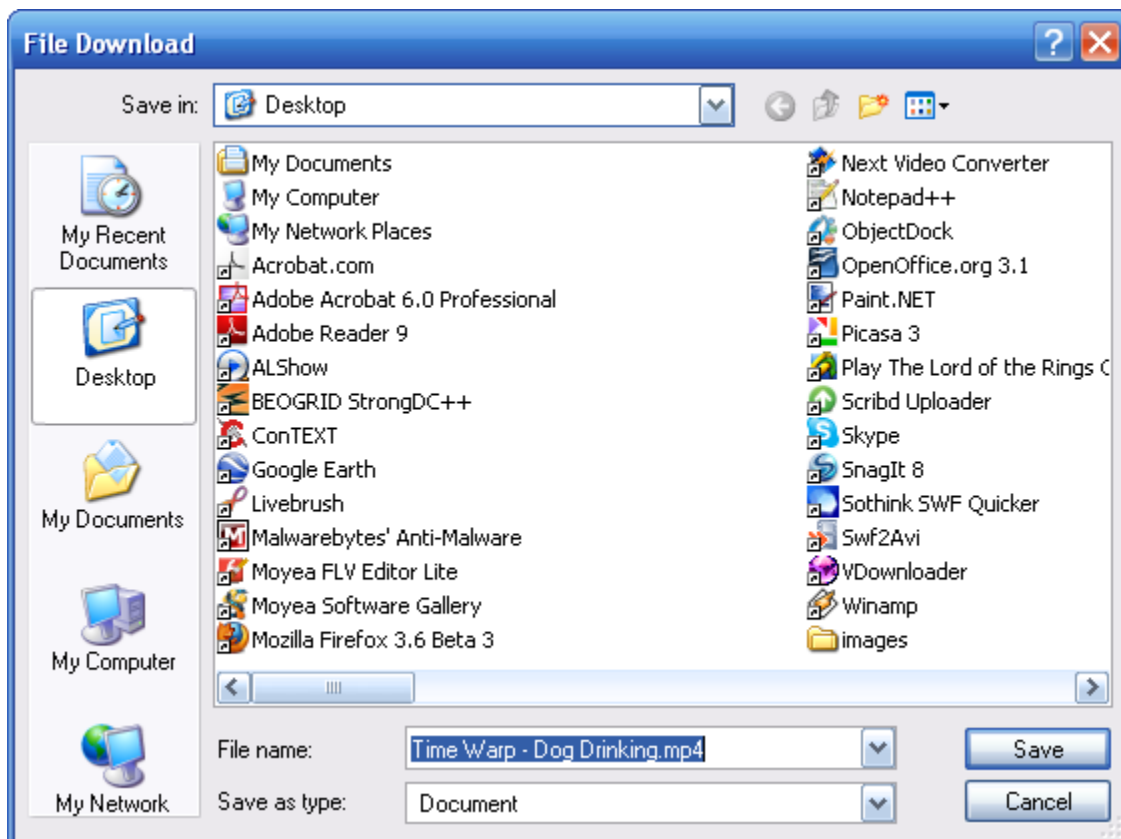 File Download
Save in:
Desktop
My Recent
Documents
Desktop
My Documents
My Computer
My Network
My Documents
My Computer
My Network Places
Acrobat.com
Adobe Acrobat 6.0 Professional
Adobe Reader 9
ALShow
BEOGRID StrongDC++
ConTEXT
Google Earth
Livebrush
Malwarebytes' Anti-Malware
Moyea FLV Editor Lite
Moyea Software Gallery
Mozilla Firefox 3.6 Beta 3
Next Video Converter
Notepad++
ObjectDock
OpenOffice.org 3.1
Paint.NET
Picasa 3
Play The Lord of the Rings
Scribd Uploader
Skype
SnagIt 8
Sothink SWF Quicker
Swf2Avi
VDownloader
Winamp
images
File name:
Time Warp - Dog Drinking.mp4
Save
Save as type:
Document
Cancel